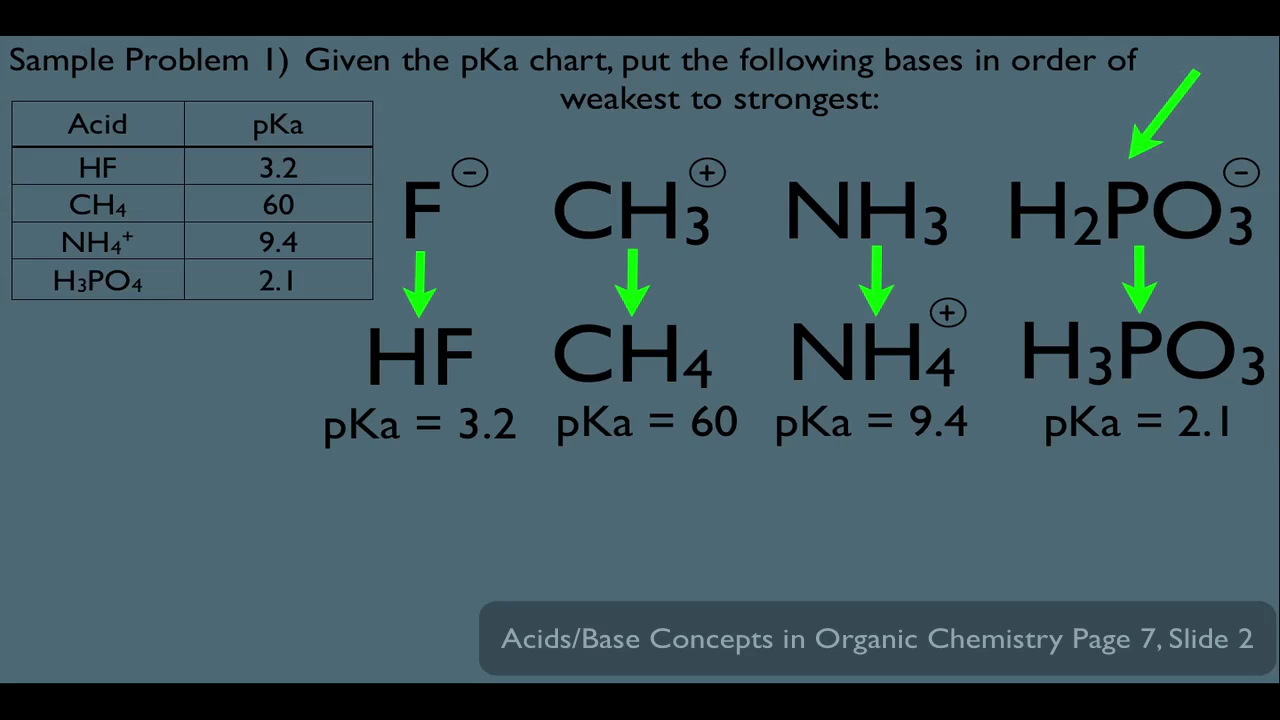 Sample Problem 1) Given the pKa chart, put the following bases in order of
weakest to strongest:
Acid pKa
HF 3.2
CH₄ 60
NH₄⁺ 9.4
H₃PO₄ 2.1
F⊖ CH₃⊕ NH₃ H₂PO₃⊖
HF CH₄ NH₄⊕ H₃PO₃
pKa = 3.2 pKa = 60 pKa = 9.4 pKa = 2.1
Acids/Base Concepts in Organic Chemistry Page 7, Slide 2